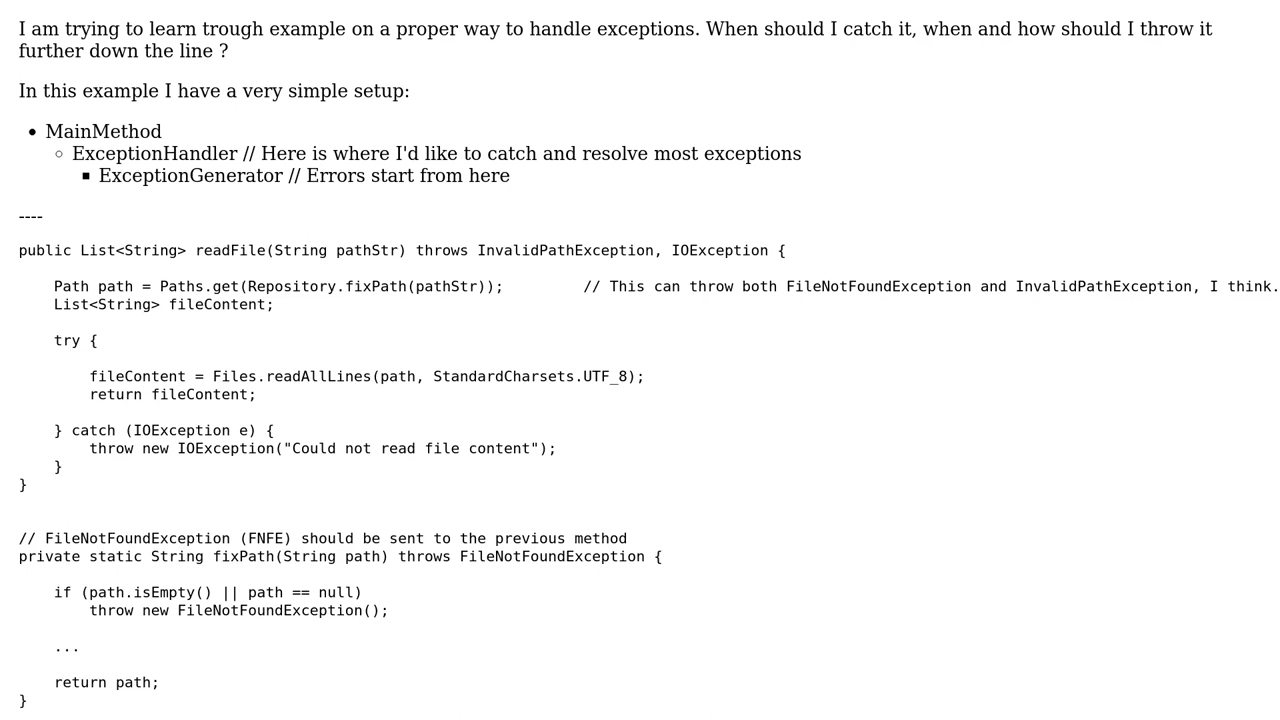 I am trying to learn trough example on a proper way to handle exceptions. When should I catch it, when and how should I throw it
further down the line ?
In this example I have a very simple setup:
• MainMethod
◦ ExceptionHandler // Here is where I'd like to catch and resolve most exceptions
▪ ExceptionGenerator // Errors start from here
----
public List<String> readFile(String pathStr) throws InvalidPathException, IOException {
    Path path = Paths.get(Repository.fixPath(pathStr));         // This can throw both FileNotFoundException and InvalidPathException, I think.
    List<String> fileContent;
    try {
        fileContent = Files.readAllLines(path, StandardCharsets.UTF_8);
        return fileContent;
    } catch (IOException e) {
        throw new IOException("Could not read file content");
    }
}
// FileNotFoundException (FNFE) should be sent to the previous method
private static String fixPath(String path) throws FileNotFoundException {
    if (path.isEmpty() || path == null)
        throw new FileNotFoundException();
    ...
    return path;
}